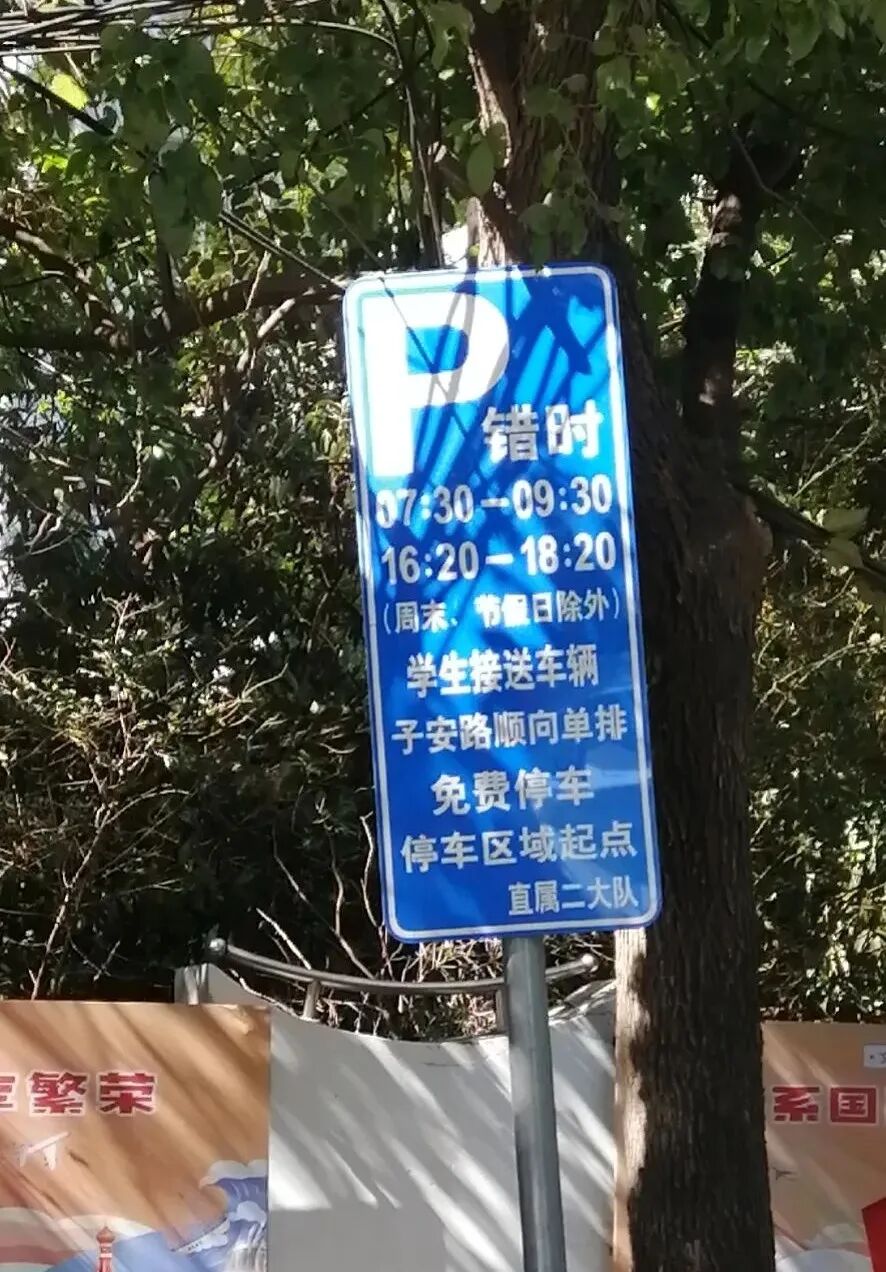 P
错时
07:30-09:30
16:20-18:20
(周末、节假日除外)
学生接送车辆
子安路顺向单排
免费停车
停车区域起点
直属二大队
繁荣
系国